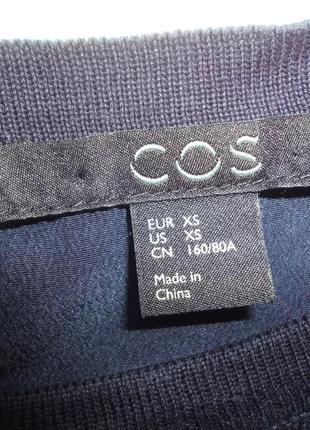 COS
EUR XS
US XS
CN 160/80A
Made in
China